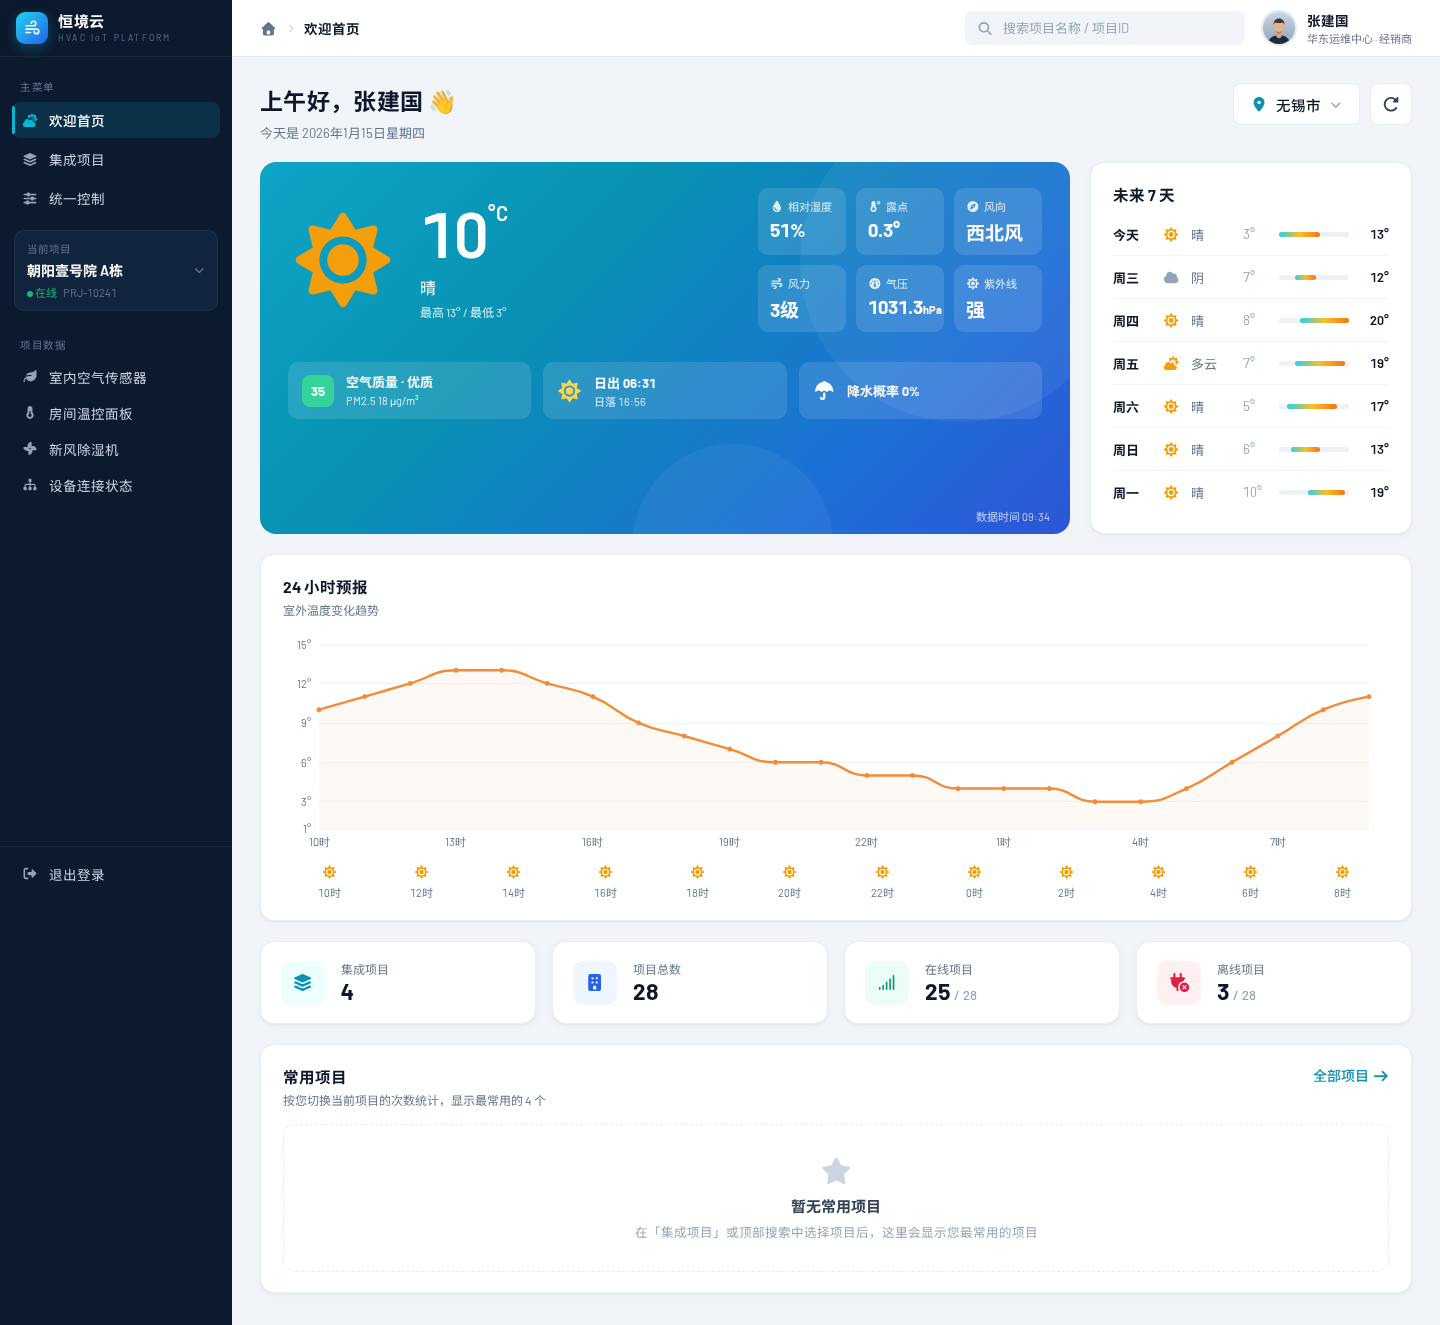 恒境云
HVAC IoT PLATFORM
主菜单
欢迎首页
集成项目
统一控制
当前项目
朝阳壹号院 A栋
在线 PRJ-10241
项目数据
室内空气传感器
房间温控面板
新风除湿机
设备连接状态
退出登录
欢迎首页
搜索项目名称 / 项目ID
张建国
华东运维中心 · 经销商
上午好，张建国 👋
今天是 2026年1月15日星期四
无锡市
10°C
晴
最高 13° / 最低 3°
相对湿度
51%
露点
0.3°
风向
西北风
风力
3级
气压
1031.3hPa
紫外线
强
35
空气质量 · 优质
PM2.5 18 µg/m³
日出 06:31
日落 16:56
降水概率 0%
数据时间 09:34
未来 7 天
今天 晴 3° 13°
周三 阴 7° 12°
周四 晴 8° 20°
周五 多云 7° 19°
周六 晴 5° 17°
周日 晴 6° 13°
周一 晴 10° 19°
24 小时预报
室外温度变化趋势
15°
12°
9°
6°
3°
1°
10时 13时 16时 19时 22时 1时 4时 7时
10时 12时 14时 16时 18时 20时 22时 0时 2时 4时 6时 8时
集成项目
4
项目总数
28
在线项目
25 / 28
离线项目
3 / 28
常用项目
全部项目
按您切换当前项目的次数统计，显示最常用的 4 个
暂无常用项目
在「集成项目」或顶部搜索中选择项目后，这里会显示您最常用的项目